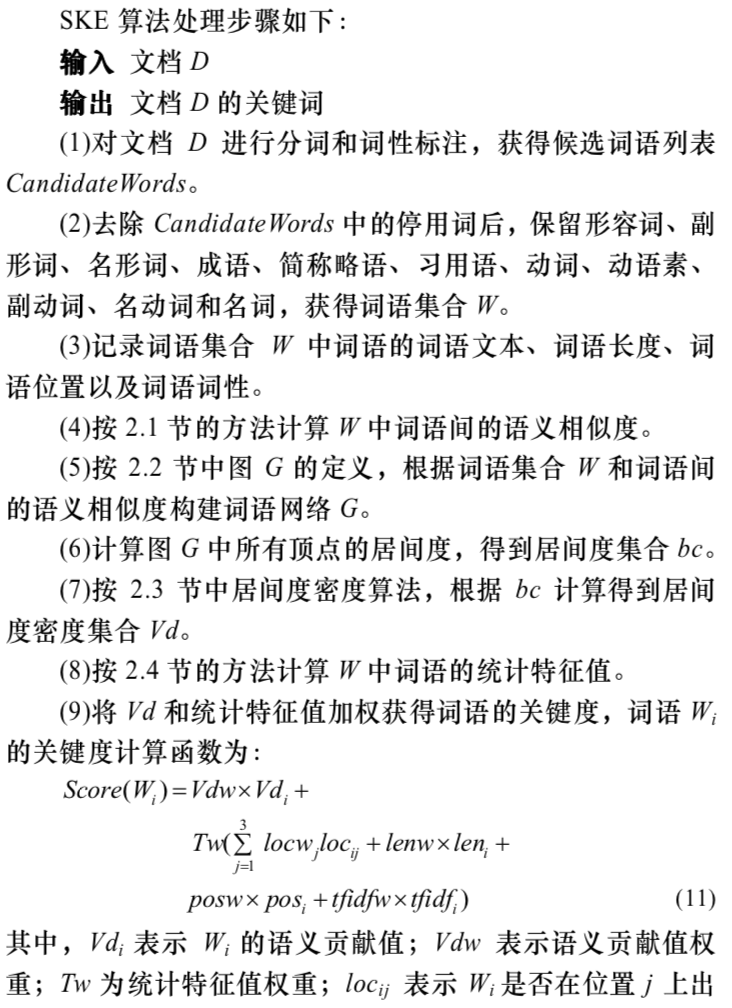 SKE 算法处理步骤如下：
输入 文档 D
输出 文档 D 的关键词
(1)对文档 D 进行分词和词性标注，获得候选词语列表
CandidateWords。
(2)去除 CandidateWords 中的停用词后，保留形容词、副
形词、名形词、成语、简称略语、习用语、动词、动语素、
副动词、名动词和名词，获得词语集合 W。
(3)记录词语集合 W 中词语的词语文本、词语长度、词
语位置以及词语词性。
(4)按 2.1 节的方法计算 W 中词语间的语义相似度。
(5)按 2.2 节中图 G 的定义，根据词语集合 W 和词语间
的语义相似度构建词语网络 G。
(6)计算图 G 中所有顶点的居间度，得到居间度集合 bc。
(7)按 2.3 节中居间度密度算法，根据 bc 计算得到居间
度密度集合 Vd。
(8)按 2.4 节的方法计算 W 中词语的统计特征值。
(9)将 Vd 和统计特征值加权获得词语的关键度，词语 W_i
的关键度计算函数为：
Score(W_i)=Vdw×Vd_i+
Tw(∑_{j=1}^{3} locw_j loc_{ij}+lenw×len_i+
posw×pos_i+tfidfw×tfidf_i) (11)
其中，Vd_i 表示 W_i 的语义贡献值；Vdw 表示语义贡献值权
重；Tw 为统计特征值权重；loc_{ij} 表示 W_i 是否在位置 j 上出